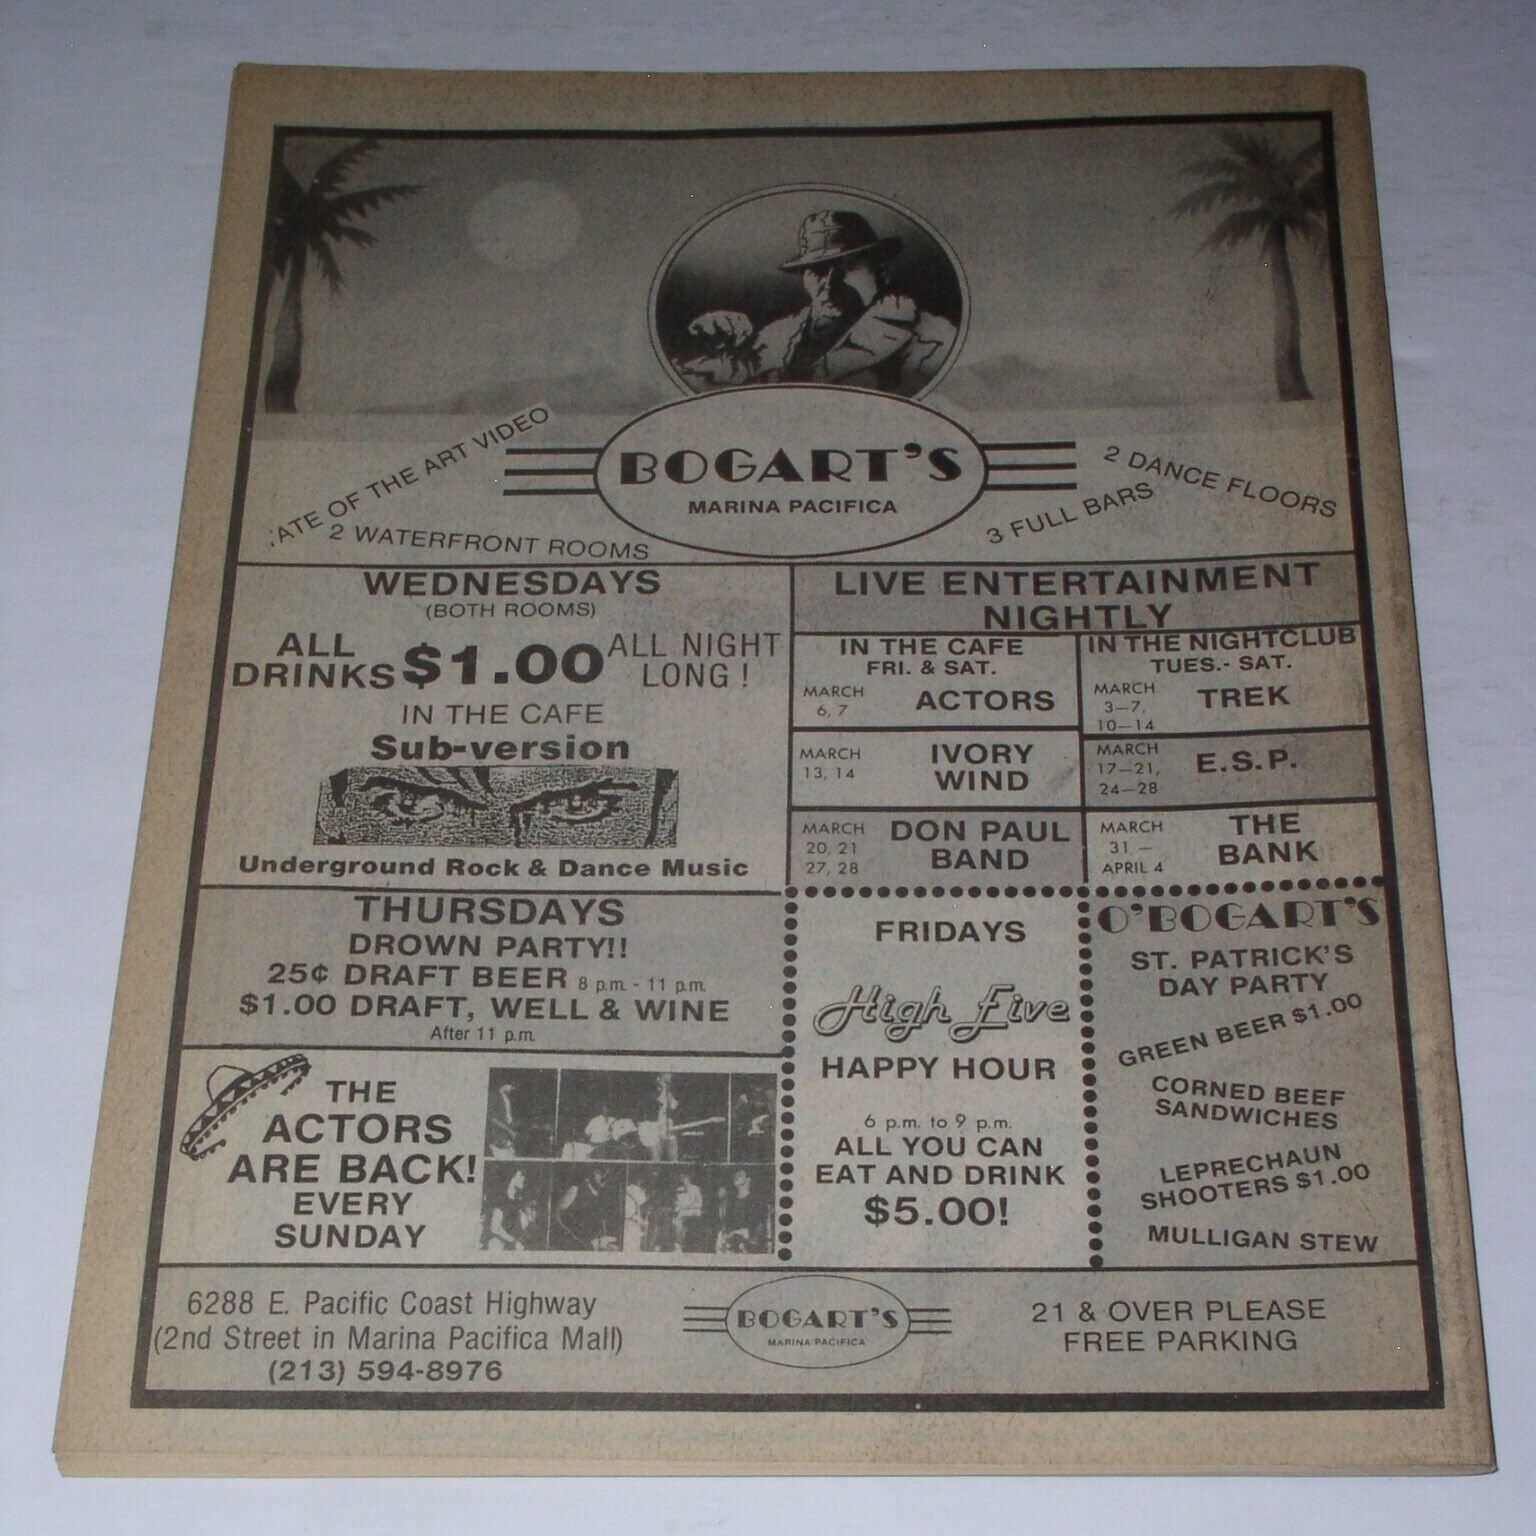 BOGART'S
MARINA PACIFICA
OF THE ART VIDEO
2 WATERFRONT ROOMS
2 DANCE FLOORS
3 FULL BARS
WEDNESDAYS
(BOTH ROOMS)
ALL DRINKS $1.00 ALL NIGHT LONG!
IN THE CAFE
Sub-version
Underground Rock & Dance Music
LIVE ENTERTAINMENT
NIGHTLY
IN THE CAFE
FRI. & SAT.
MARCH
6, 7
ACTORS
MARCH
13, 14
IVORY
WIND
MARCH
20, 21
27, 28
DON PAUL
BAND
IN THE NIGHTCLUB
TUES.- SAT.
MARCH
3—7,
10—14
TREK
MARCH
17—21,
24—28
E.S.P.
MARCH
31 —
APRIL 4
THE
BANK
THURSDAYS
DROWN PARTY!!
25¢ DRAFT BEER 8 p.m. - 11 p.m.
$1.00 DRAFT, WELL & WINE
After 11 p.m.
THE
ACTORS
ARE BACK!
EVERY
SUNDAY
FRIDAYS
High Five
HAPPY HOUR
6 p.m. to 9 p.m.
ALL YOU CAN
EAT AND DRINK
$5.00!
O'BOGART'S
ST. PATRICK'S
DAY PARTY
GREEN BEER $1.00
CORNED BEEF
SANDWICHES
LEPRECHAUN
SHOOTERS $1.00
MULLIGAN STEW
6288 E. Pacific Coast Highway
(2nd Street in Marina Pacifica Mall)
(213) 594-8976
BOGART'S
MARINA PACIFICA
21 & OVER PLEASE
FREE PARKING